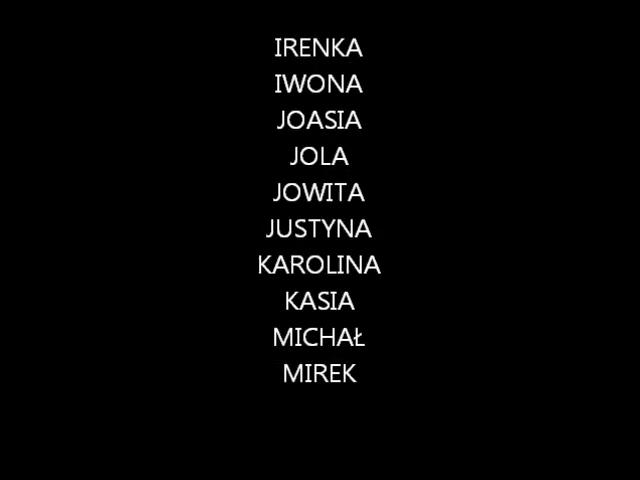 IRENKA
IWONA
JOASIA
JOLA
JOWITA
JUSTYNA
KAROLINA
KASIA
MICHAŁ
MIREK